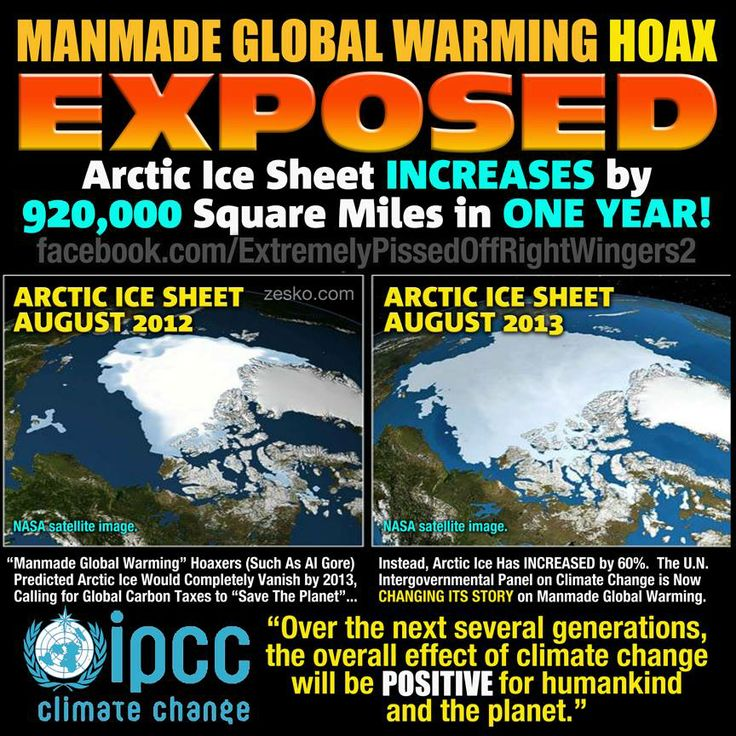 MANMADE GLOBAL WARMING HOAX
EXPOSED
Arctic Ice Sheet INCREASES by
920,000 Square Miles in ONE YEAR!
facebook.com/ExtremelyPissedOffRightWingers2
ARCTIC ICE SHEET
AUGUST 2012
zesko.com
NASA satellite image.
ARCTIC ICE SHEET
AUGUST 2013
NASA satellite image.
“Manmade Global Warming” Hoaxers (Such As Al Gore)
Predicted Arctic Ice Would Completely Vanish by 2013,
Calling for Global Carbon Taxes to “Save The Planet”...
Instead, Arctic Ice Has INCREASED by 60%. The U.N.
Intergovernmental Panel on Climate Change is Now
CHANGING ITS STORY on Manmade Global Warming.
ipcc
climate change
“Over the next several generations,
the overall effect of climate change
will be POSITIVE for humankind
and the planet.”